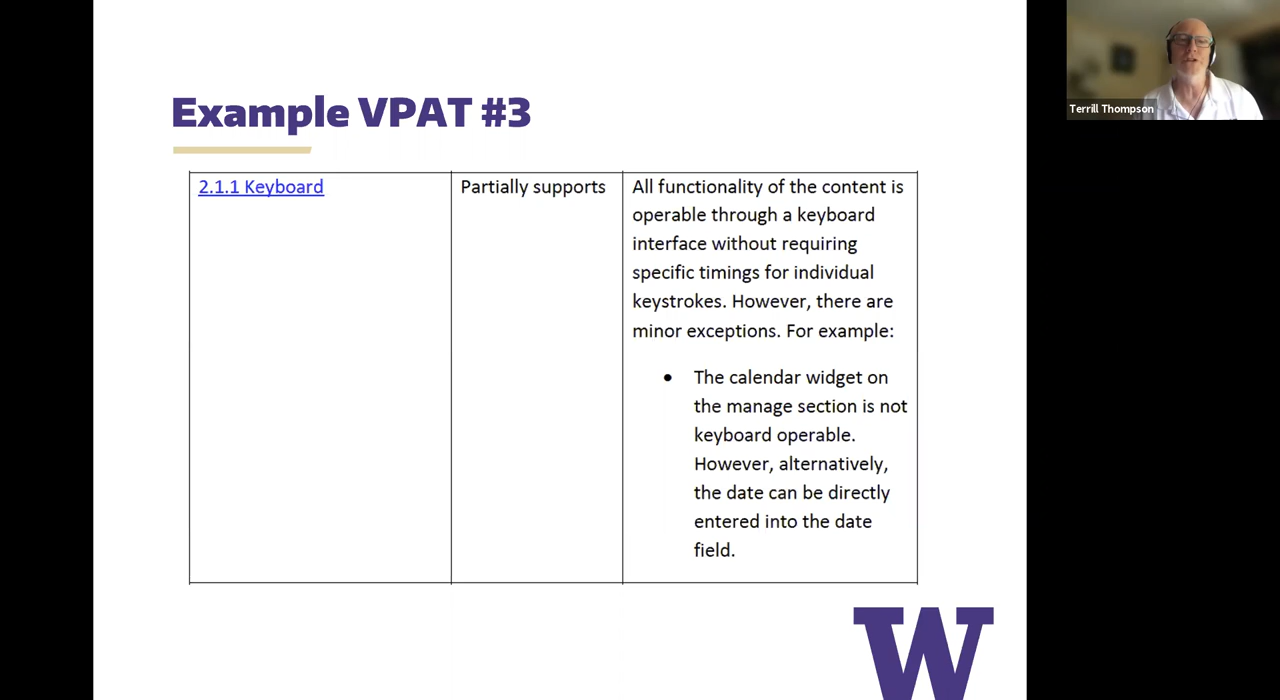 Example VPAT #3
2.1.1 Keyboard
Partially supports
All functionality of the content is
operable through a keyboard
interface without requiring
specific timings for individual
keystrokes. However, there are
minor exceptions. For example:
• The calendar widget on
the manage section is not
keyboard operable.
However, alternatively,
the date can be directly
entered into the date
field.
W
Terrill Thompson